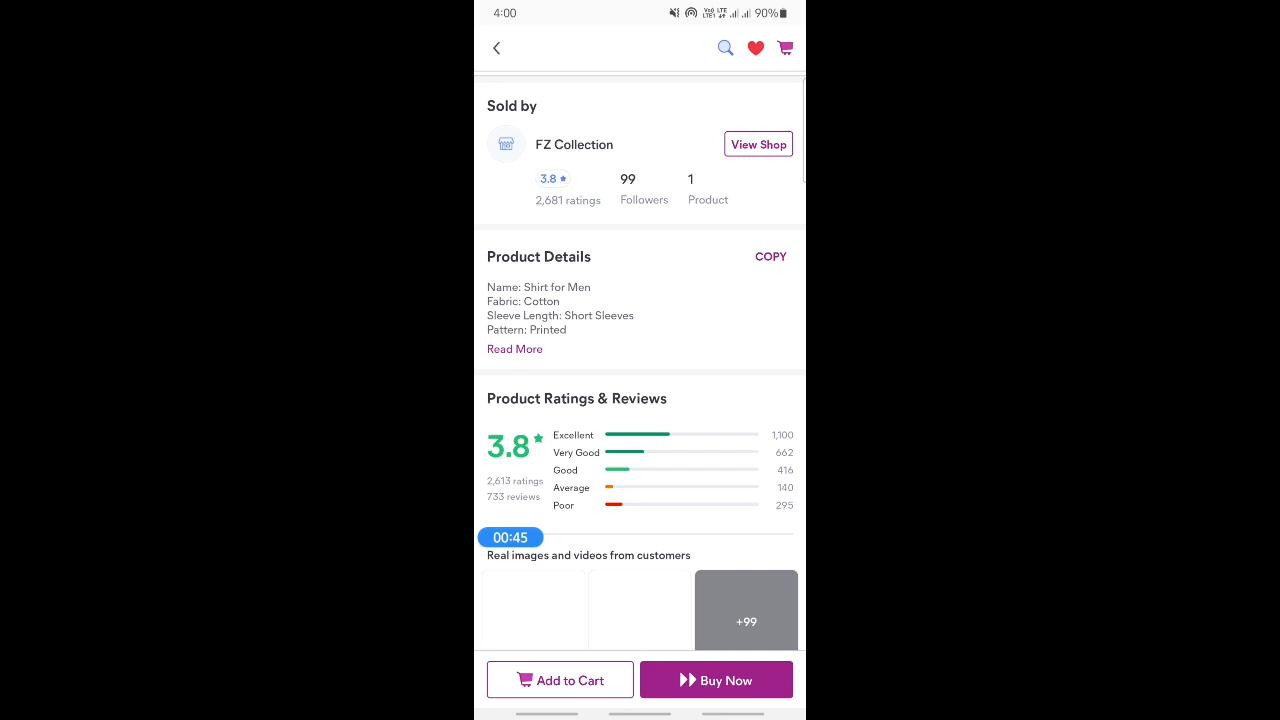 4:00
90%
Sold by
FZ Collection
View Shop
3.8
99
1
2,681 ratings
Followers
Product
Product Details
COPY
Name: Shirt for Men
Fabric: Cotton
Sleeve Length: Short Sleeves
Pattern: Printed
Read More
Product Ratings & Reviews
3.8
2,613 ratings
733 reviews
Excellent 1,100
Very Good 662
Good 416
Average 140
Poor 295
00:45
Real images and videos from customers
+99
Add to Cart
Buy Now